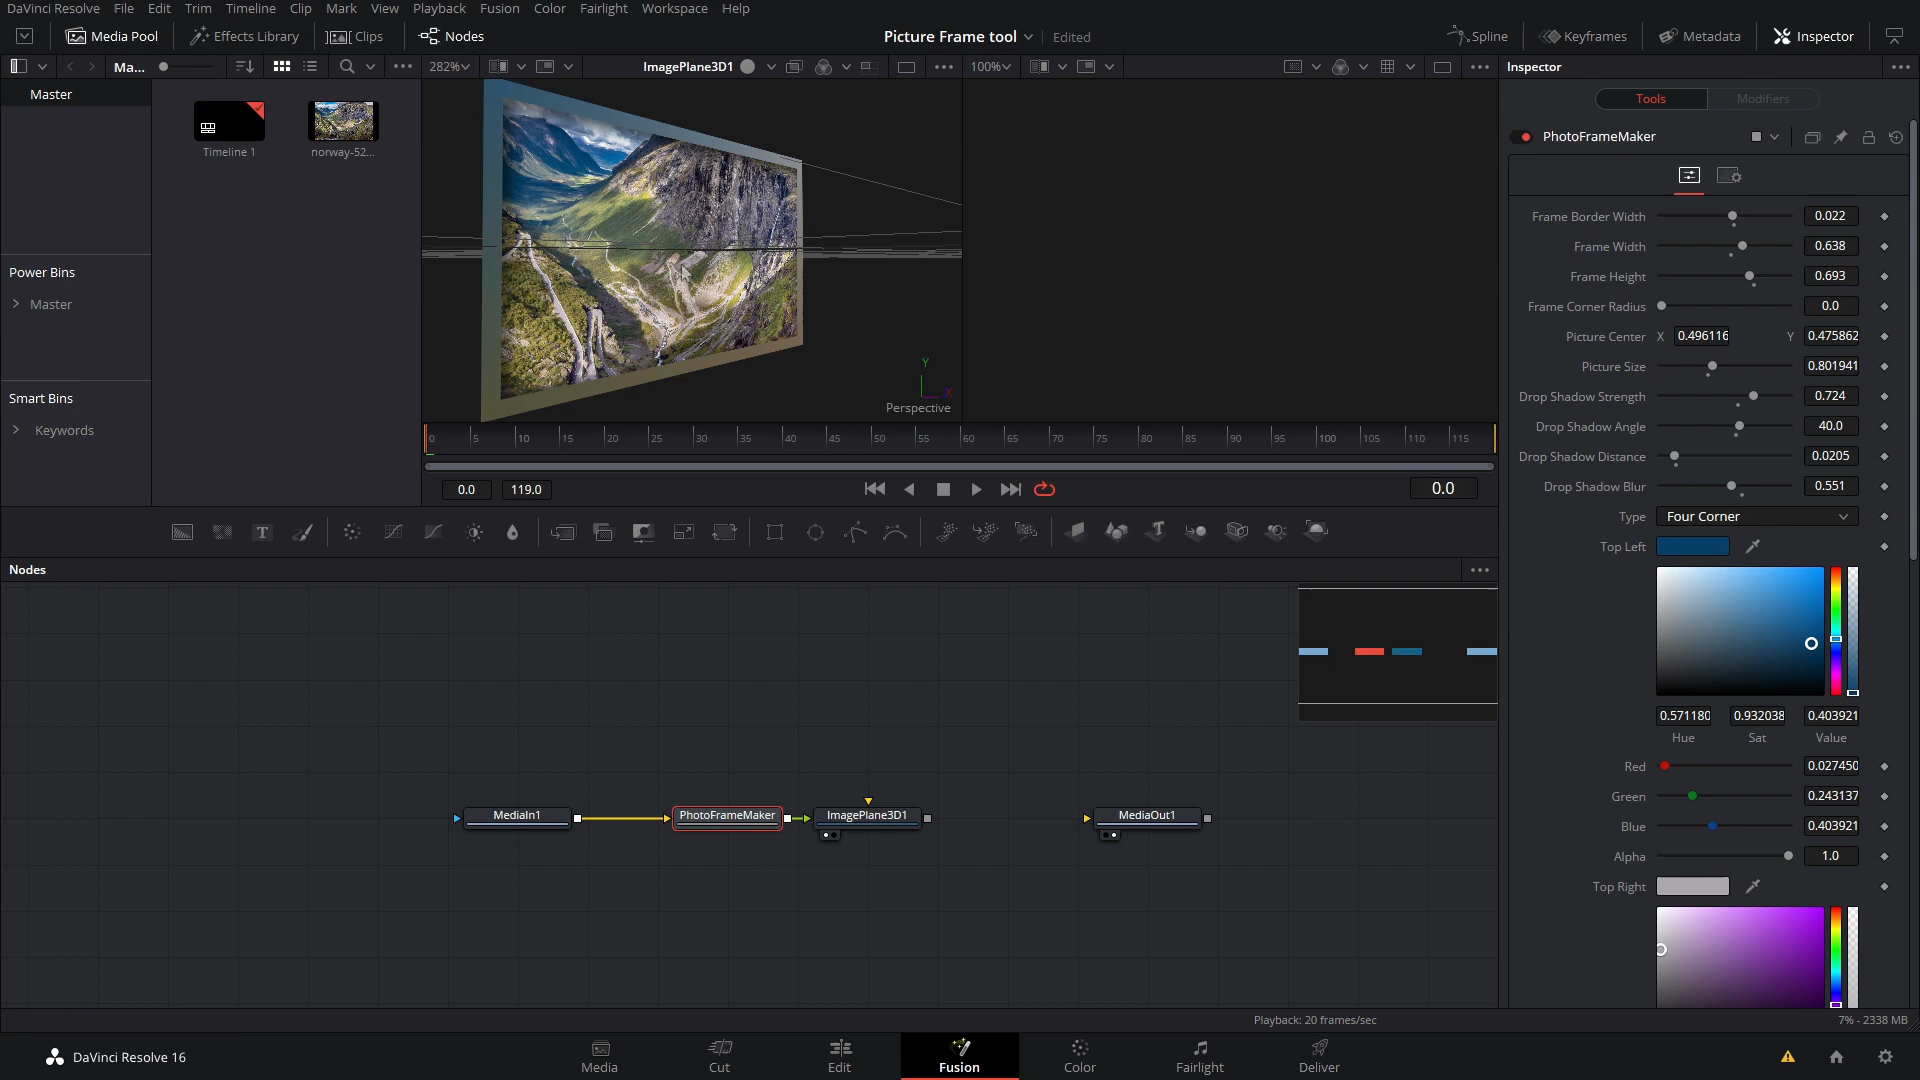 DaVinci Resolve File Edit Trim Timeline Clip Mark View Playback Fusion Color Fairlight Workspace Help
Media Pool Effects Library Clips Nodes Picture Frame tool Edited Spline Keyframes Metadata Inspector
Ma... 282% ImagePlane3D1 100% Inspector
Master
Timeline 1
norway-52...
Power Bins
Master
Smart Bins
Keywords
Y
X
Perspective
0 5 10 15 20 25 30 35 40 45 50 55 60 65 70 75 80 85 90 95 100 105 110 115
0.0 119.0 0.0
T T
Nodes
MediaIn1 PhotoFrameMaker ImagePlane3D1 MediaOut1
Tools Modifiers
PhotoFrameMaker
Frame Border Width 0.022
Frame Width 0.638
Frame Height 0.693
Frame Corner Radius 0.0
Picture Center X 0.496116 Y 0.475862
Picture Size 0.801941
Drop Shadow Strength 0.724
Drop Shadow Angle 40.0
Drop Shadow Distance 0.0205
Drop Shadow Blur 0.551
Type Four Corner
Top Left
0.571180 0.932038 0.403921
Hue Sat Value
Red 0.027450
Green 0.243137
Blue 0.403921
Alpha 1.0
Top Right
Playback: 20 frames/sec 7% - 2338 MB
DaVinci Resolve 16 Media Cut Edit Fusion Color Fairlight Deliver